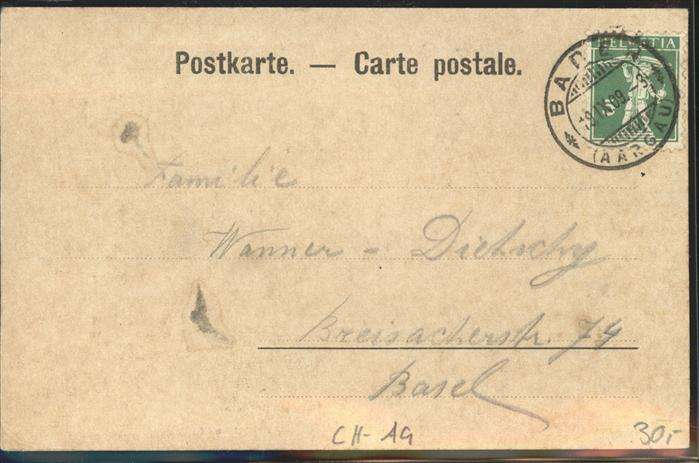 Postkarte. — Carte postale.
HELVETIA
BADEN
(AARGAU)
Familie
Wanner - Dietschy
Breisacherstr. 74
Basel
CH-AG
30.-